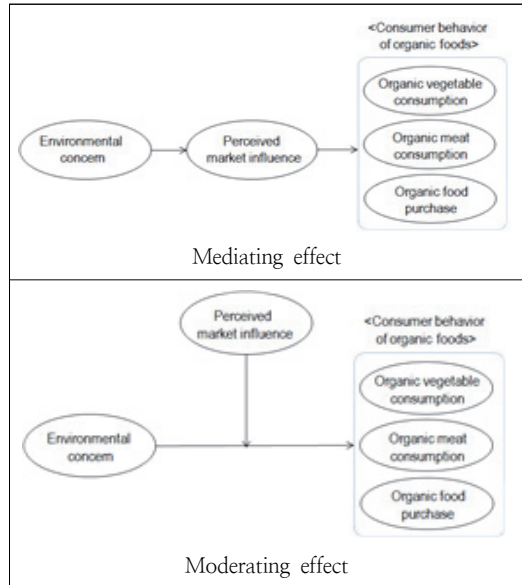 <Consumer behavior
of organic foods>
Organic vegetable
consumption
Environmental
concern
Perceived
market influence
Organic meat
consumption
Organic food
purchase
Mediating effect
Perceived
market influence
<Consumer behavior
of organic foods>
Organic vegetable
consumption
Environmental
concern
Organic meat
consumption
Organic food
purchase
Moderating effect